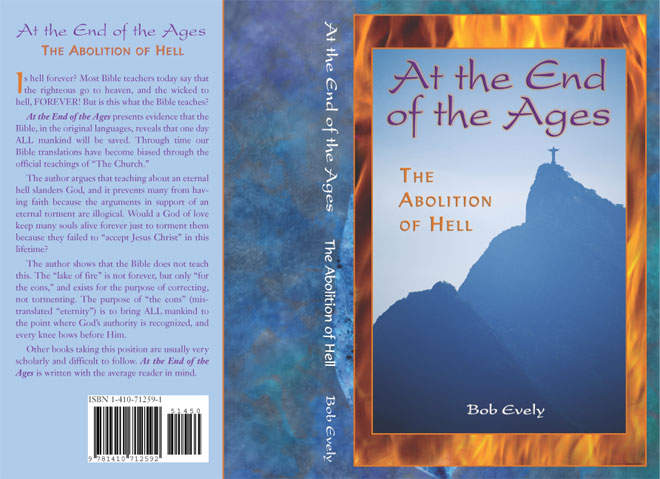 At the End of the Ages
THE ABOLITION OF HELL
Is hell forever? Most Bible teachers today say that
the righteous go to heaven, and the wicked to
hell, FOREVER! But is this what the Bible teaches?
At the End of the Ages presents evidence that the
Bible, in the original languages, reveals that one day
ALL mankind will be saved. Through time our
Bible translations have become biased through the
official teachings of "The Church."
The author argues that teaching about an eternal
hell slanders God, and it prevents many from hav-
ing faith because the arguments in support of an
eternal torment are illogical. Would a God of love
keep many souls alive forever just to torment them
because they failed to "accept Jesus Christ" in this
lifetime?
The author shows that the Bible does not teach
this. The "lake of fire" is not forever, but only "for
the eons," and exists for the purpose of correcting,
not tormenting. The purpose of "the eons" (mis-
translated "eternity") is to bring ALL mankind to
the point where God's authority is recognized, and
every knee bows before Him.
Other books taking this position are usually very
scholarly and difficult to follow. At the End of the
Ages is written with the average reader in mind.
ISBN 1-410-71259-1
51450
9 781410 712592
At the End of the Ages
The Abolition of Hell
Bob Evely
At the End
of the Ages
THE
ABOLITION
OF HELL
Bob Evely